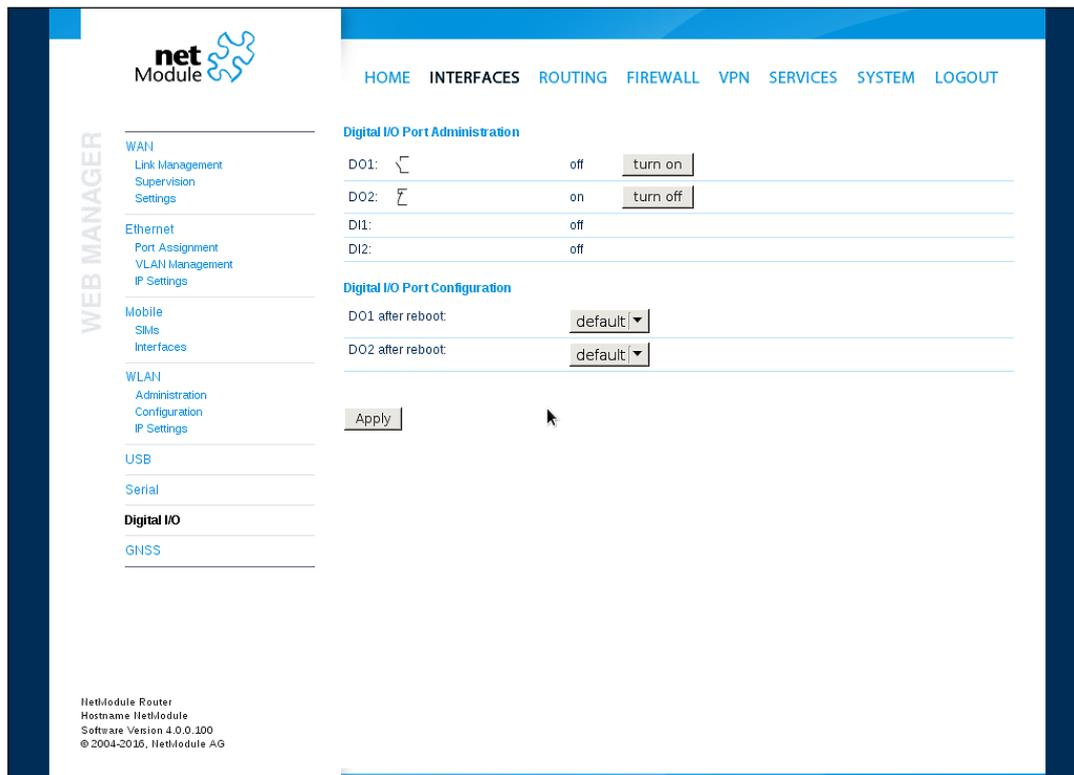 net
Module
HOME INTERFACES ROUTING FIREWALL VPN SERVICES SYSTEM LOGOUT
WEB MANAGER
WAN
Link Management
Supervision
Settings
Ethernet
Port Assignment
VLAN Management
IP Settings
Mobile
SIMs
Interfaces
WLAN
Administration
Configuration
IP Settings
USB
Serial
Digital I/O
GNSS
Digital I/O Port Administration
DO1: off turn on
DO2: on turn off
DI1: off
DI2: off
Digital I/O Port Configuration
DO1 after reboot: default
DO2 after reboot: default
Apply
NetModule Router
Hostname NetModule
Software Version 4.0.0.100
© 2004-2016, NetModule AG